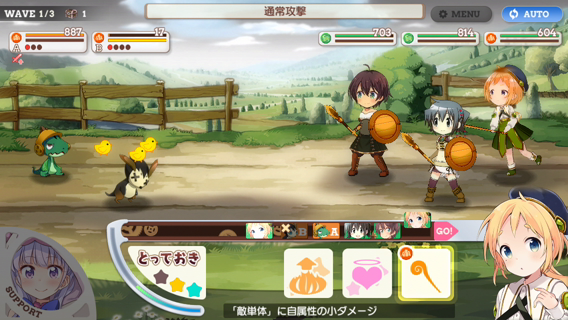 WAVE 1/3 1
通常攻撃
MENU
AUTO
887
A
17
B
703
814
604
B A GO!
とっておき
SUPPORT
「敵単体」に自属性の小ダメージ